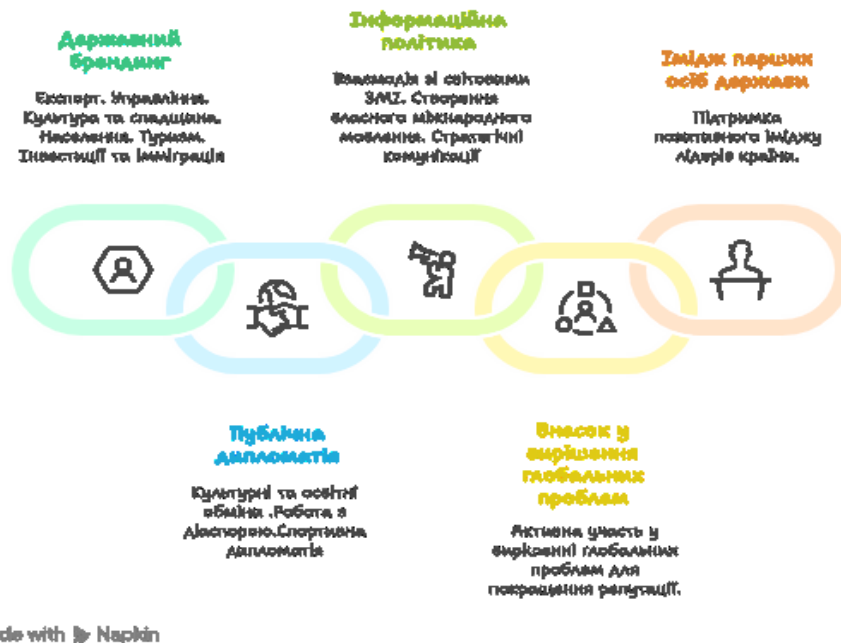 Державний
брендинг
Експорт. Управління.
Культура та спадщина.
Населення. Туризм.
Інвестиції та імміграція
Інформаційна
політика
Взаємодія зі світовими
ЗМІ. Створення
власного міжнародного
мовлення. Стратегічні
комунікації
Імідж перших
осіб держави
Підтримка
позитивного іміджу
лідерів країни.
Публічна
дипломатія
Культурні та освітні
обміни .Робота з
діаспорою.Спортивна
дипломатія
Внесок у
вирішення
глобальних
проблем
Активна участь у
вирішенні глобальних
проблем для
покращення репутації.
de with Napkin